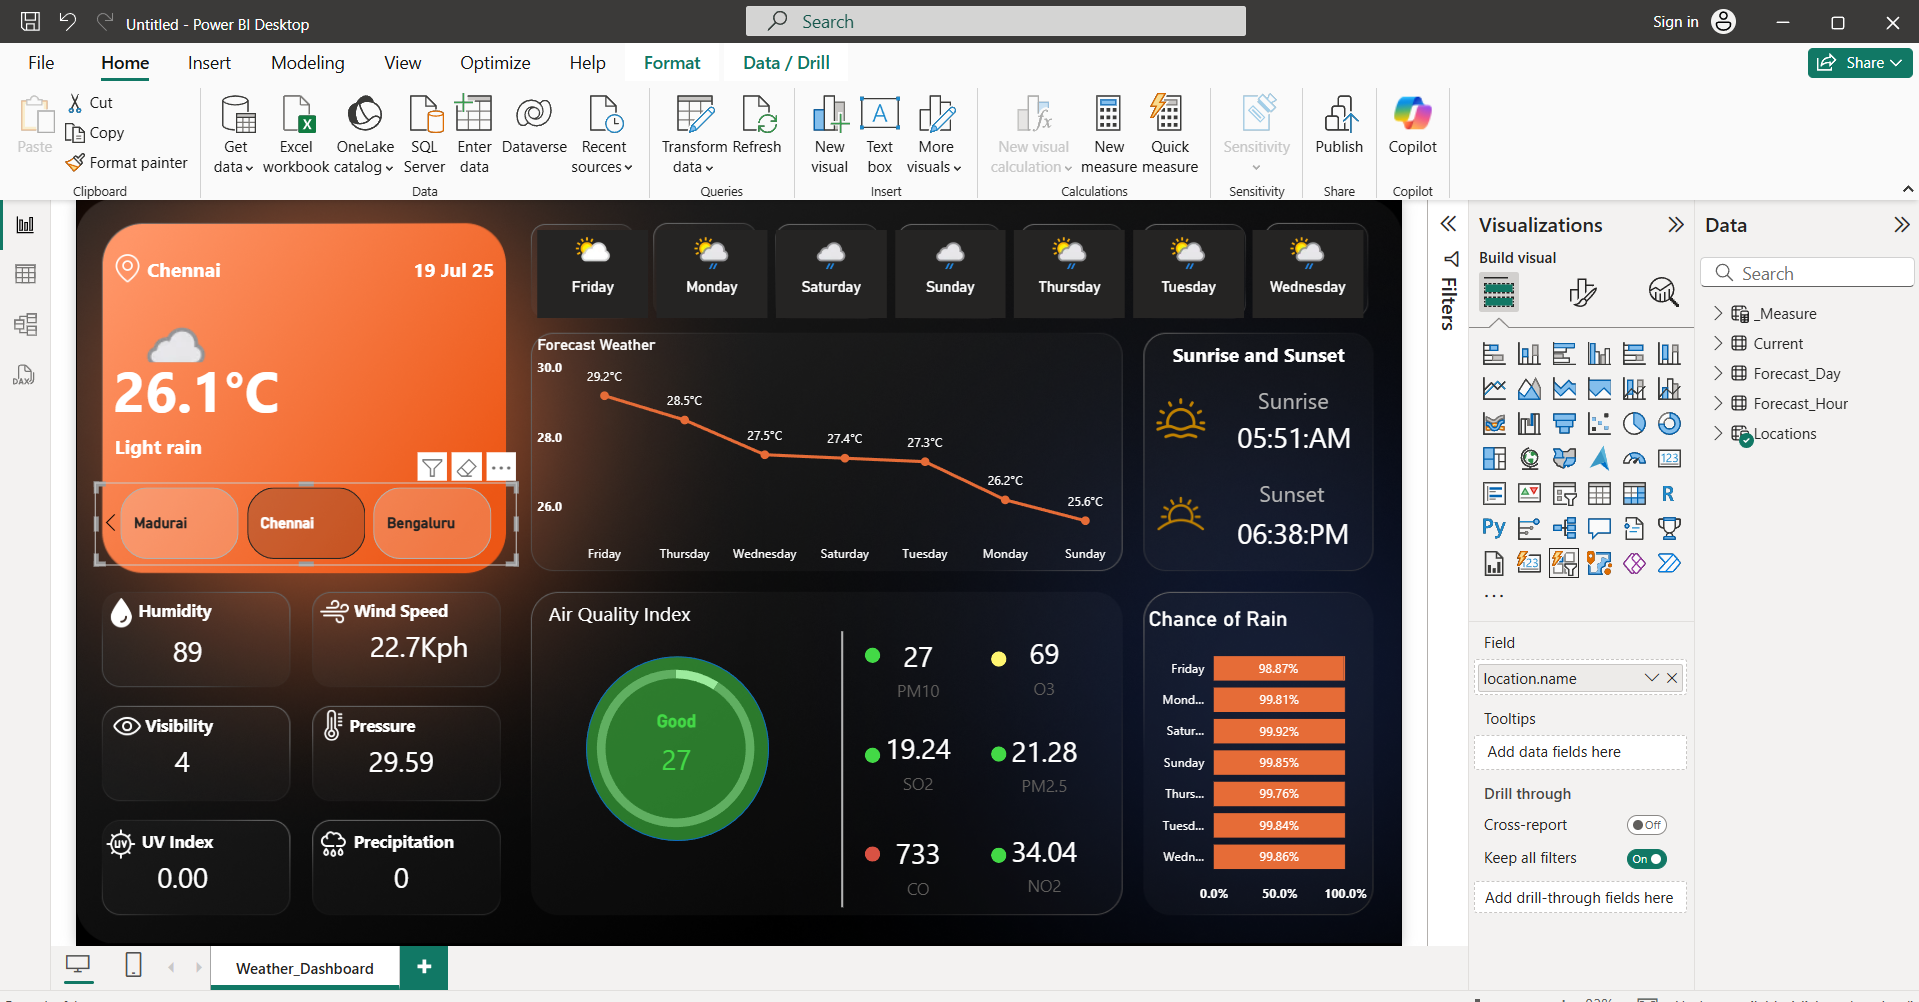 Untitled - Power BI Desktop
Search
Sign in
File
Home
Insert
Modeling
View
Optimize
Help
Format
Data / Drill
Share
Paste
Cut
Copy
Format painter
Clipboard
Get data
Excel workbook
OneLake catalog
SQL Server
Enter data
Dataverse
Recent sources
Data
Transform data
Refresh
Queries
New visual
Text box
More visuals
Insert
New visual calculation
New measure
Quick measure
Calculations
Sensitivity
Sensitivity
Publish
Share
Copilot
Copilot
Chennai
19 Jul 25
26.1°C
Light rain
Madurai
Chennai
Bengaluru
Friday
Monday
Saturday
Sunday
Thursday
Tuesday
Wednesday
Forecast Weather
30.0
28.0
26.0
29.2°C
28.5°C
27.5°C
27.4°C
27.3°C
26.2°C
25.6°C
Friday
Thursday
Wednesday
Saturday
Tuesday
Monday
Sunday
Sunrise and Sunset
Sunrise
05:51:AM
Sunset
06:38:PM
Humidity
89
Wind Speed
22.7Kph
Visibility
4
Pressure
29.59
UV
UV Index
0.00
Precipitation
0
Air Quality Index
Good
27
27
PM10
69
O3
19.24
SO2
21.28
PM2.5
733
CO
34.04
NO2
Chance of Rain
Friday 98.87%
Mond... 99.81%
Satur... 99.92%
Sunday 99.85%
Thurs... 99.76%
Tuesd... 99.84%
Wedn... 99.86%
0.0% 50.0% 100.0%
Filters
Visualizations
Build visual
123
R
Py
123
...
Field
location.name
Tooltips
Add data fields here
Drill through
Cross-report
Off
Keep all filters
On
Add drill-through fields here
Data
Search
_Measure
Current
Forecast_Day
Forecast_Hour
Locations
DAX
Weather_Dashboard